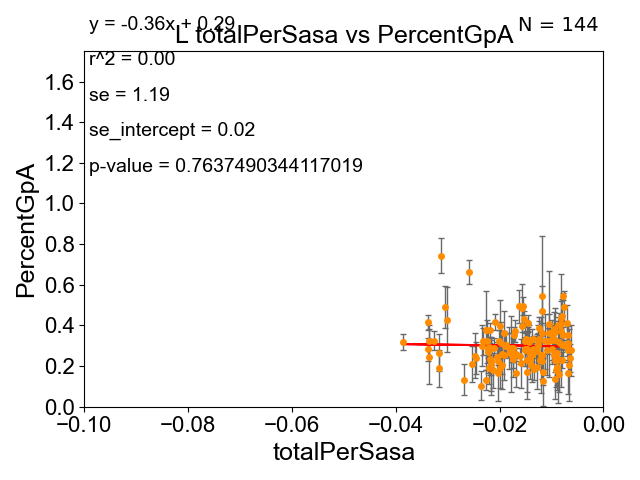 y = -0.36x + 0.29
N = 144
L totalPerSasa vs PercentGpA
r^2 = 0.00
se = 1.19
se_intercept = 0.02
p-value = 0.7637490344117019
PercentGpA
1.6
1.4
1.2
1.0
0.8
0.6
0.4
0.2
0.0
−0.10 −0.08 −0.06 −0.04 −0.02 0.00
totalPerSasa